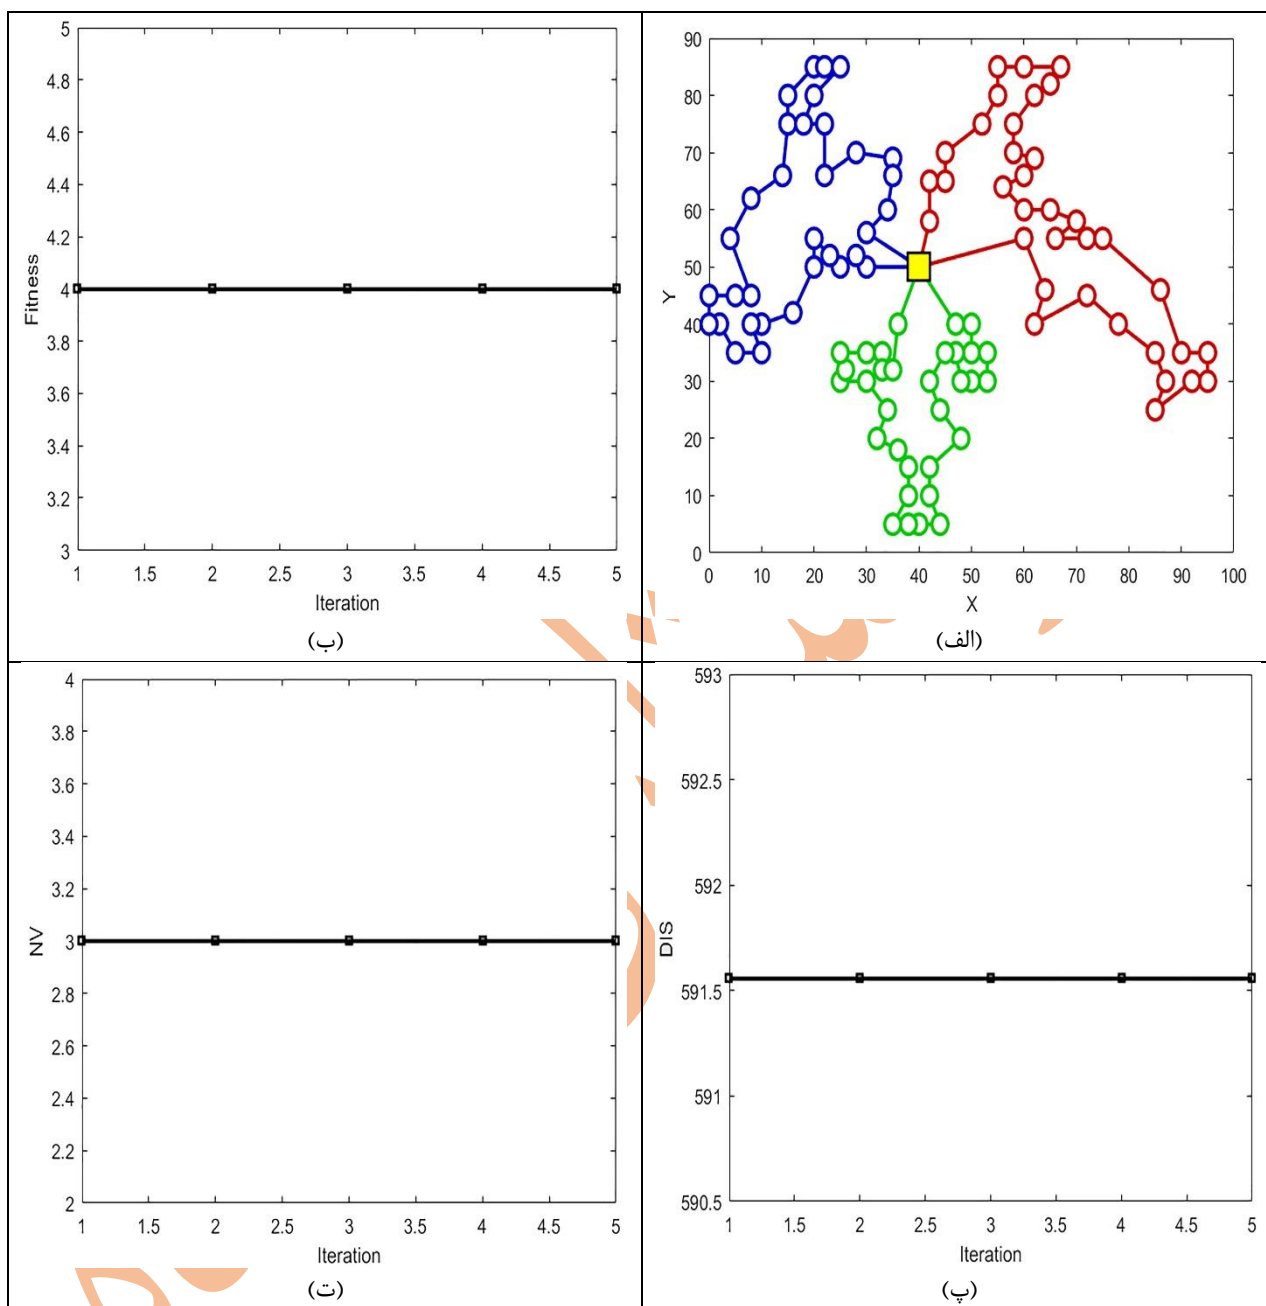 90
80
70
60
50
40
30
20
10
0
Y
0 10 20 30 40 50 60 70 80 90 100
X
(الف)
5
4.8
4.6
4.4
4.2
4
3.8
3.6
3.4
3.2
3
Fitness
1 1.5 2 2.5 3 3.5 4 4.5 5
Iteration
(ب)
593
592.5
592
591.5
591
590.5
DIS
1 1.5 2 2.5 3 3.5 4 4.5 5
Iteration
(پ)
4
3.8
3.6
3.4
3.2
3
2.8
2.6
2.4
2.2
2
NV
1 1.5 2 2.5 3 3.5 4 4.5 5
Iteration
(ت)